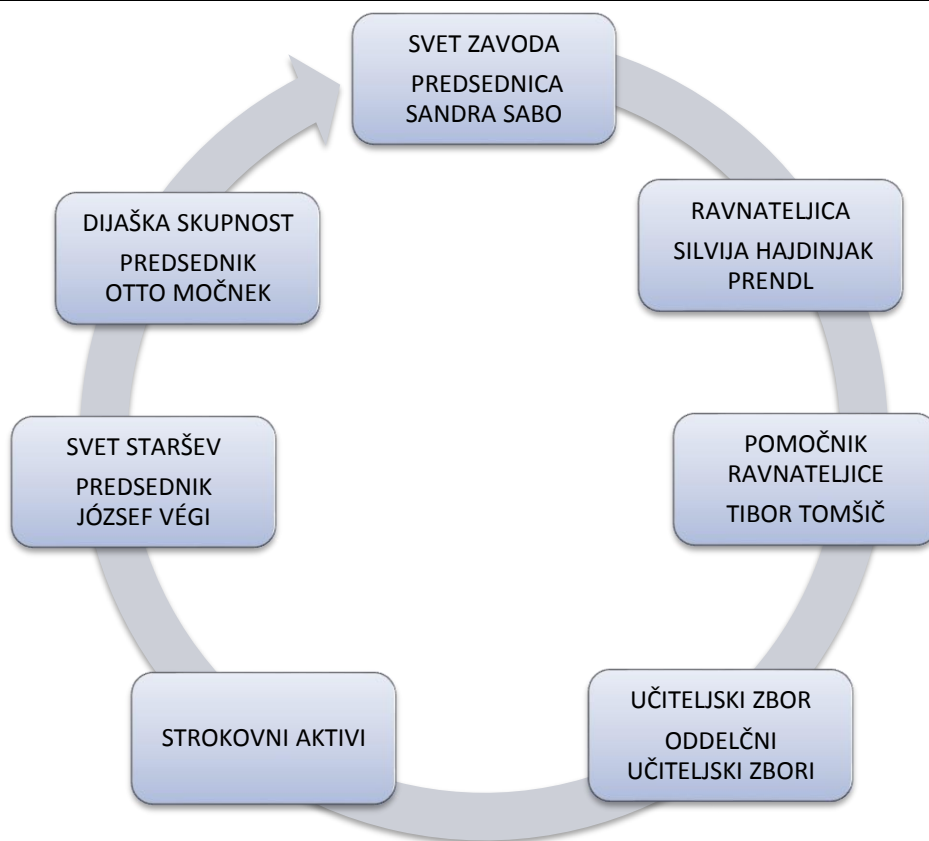 SVET ZAVODA
PREDSEDNICA
SANDRA SABO
RAVNATELJICA
SILVIJA HAJDINJAK
PRENDL
POMOČNIK
RAVNATELJICE
TIBOR TOMŠIČ
UČITELJSKI ZBOR
ODDELČNI
UČITELJSKI ZBORI
STROKOVNI AKTIVI
SVET STARŠEV
PREDSEDNIK
JÓZSEF VÉGI
DIJAŠKA SKUPNOST
PREDSEDNIK
OTTO MOČNEK